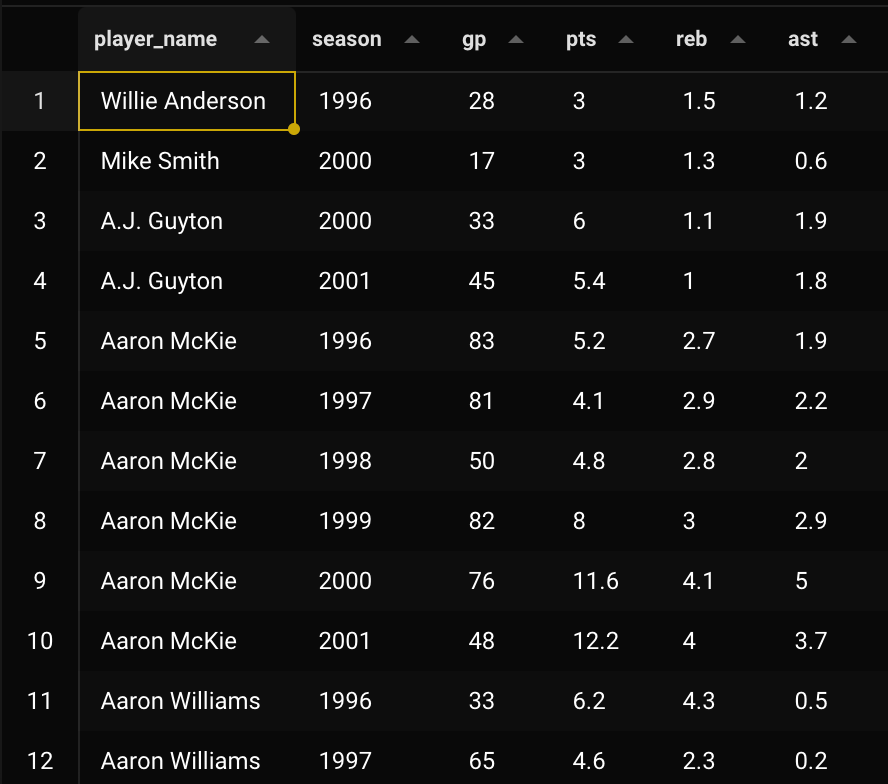 player_name season gp pts reb ast
1 Willie Anderson 1996 28 3 1.5 1.2
2 Mike Smith 2000 17 3 1.3 0.6
3 A.J. Guyton 2000 33 6 1.1 1.9
4 A.J. Guyton 2001 45 5.4 1 1.8
5 Aaron McKie 1996 83 5.2 2.7 1.9
6 Aaron McKie 1997 81 4.1 2.9 2.2
7 Aaron McKie 1998 50 4.8 2.8 2
8 Aaron McKie 1999 82 8 3 2.9
9 Aaron McKie 2000 76 11.6 4.1 5
10 Aaron McKie 2001 48 12.2 4 3.7
11 Aaron Williams 1996 33 6.2 4.3 0.5
12 Aaron Williams 1997 65 4.6 2.3 0.2